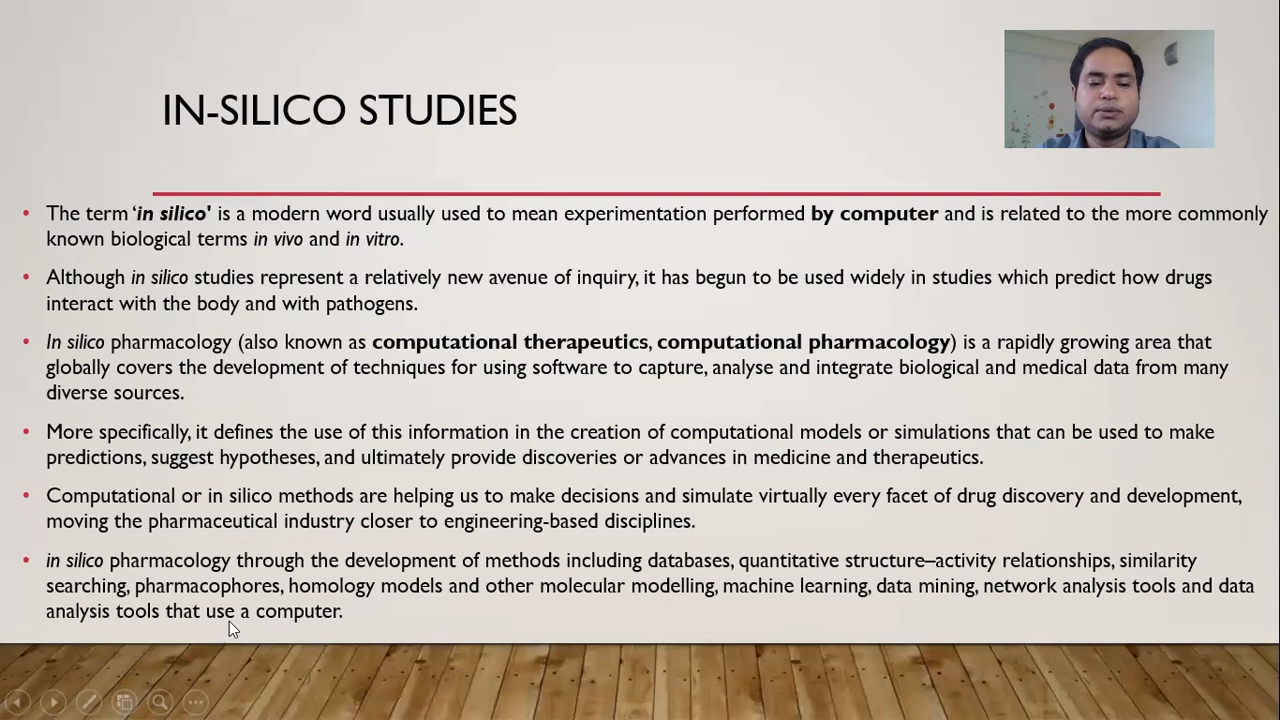 IN-SILICO STUDIES
• The term ‘in silico' is a modern word usually used to mean experimentation performed by computer and is related to the more commonly
known biological terms in vivo and in vitro.
• Although in silico studies represent a relatively new avenue of inquiry, it has begun to be used widely in studies which predict how drugs
interact with the body and with pathogens.
• In silico pharmacology (also known as computational therapeutics, computational pharmacology) is a rapidly growing area that
globally covers the development of techniques for using software to capture, analyse and integrate biological and medical data from many
diverse sources.
• More specifically, it defines the use of this information in the creation of computational models or simulations that can be used to make
predictions, suggest hypotheses, and ultimately provide discoveries or advances in medicine and therapeutics.
• Computational or in silico methods are helping us to make decisions and simulate virtually every facet of drug discovery and development,
moving the pharmaceutical industry closer to engineering-based disciplines.
• in silico pharmacology through the development of methods including databases, quantitative structure–activity relationships, similarity
searching, pharmacophores, homology models and other molecular modelling, machine learning, data mining, network analysis tools and data
analysis tools that use a computer.